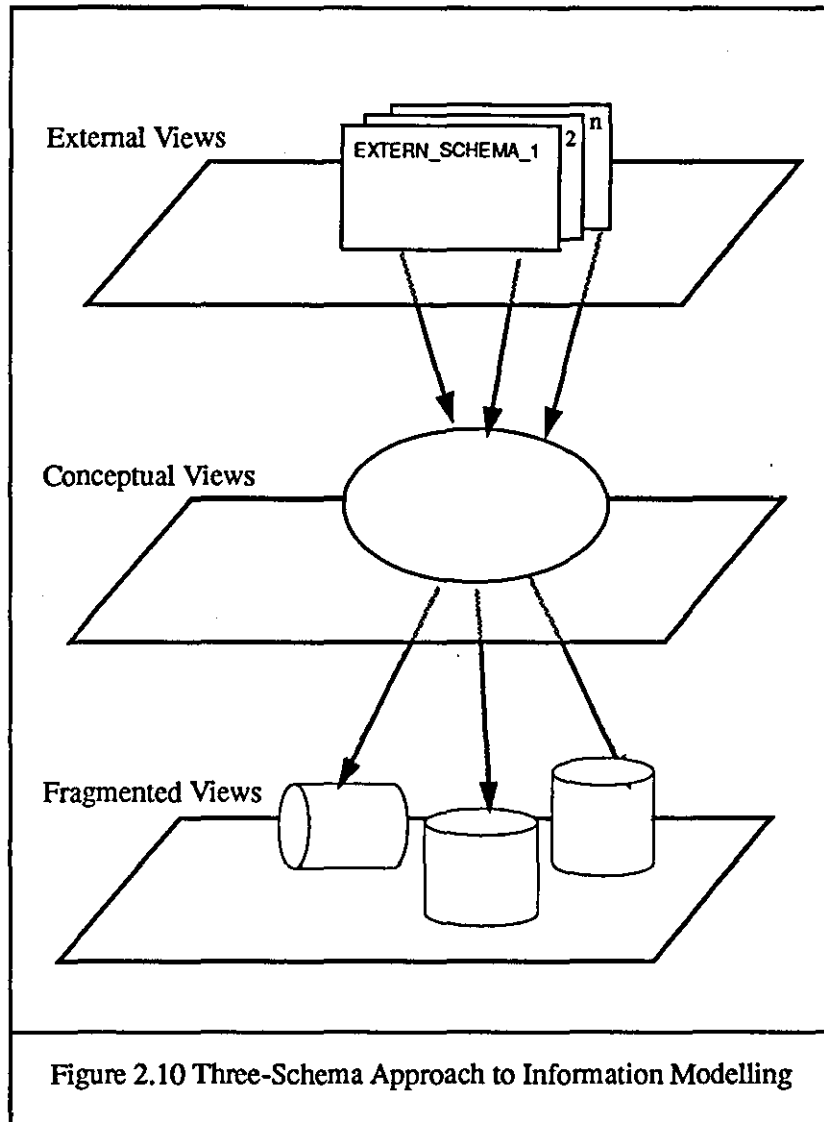 External Views
n
2
EXTERN_SCHEMA_1
Conceptual Views
Fragmented Views
Figure 2.10 Three-Schema Approach to Information Modelling